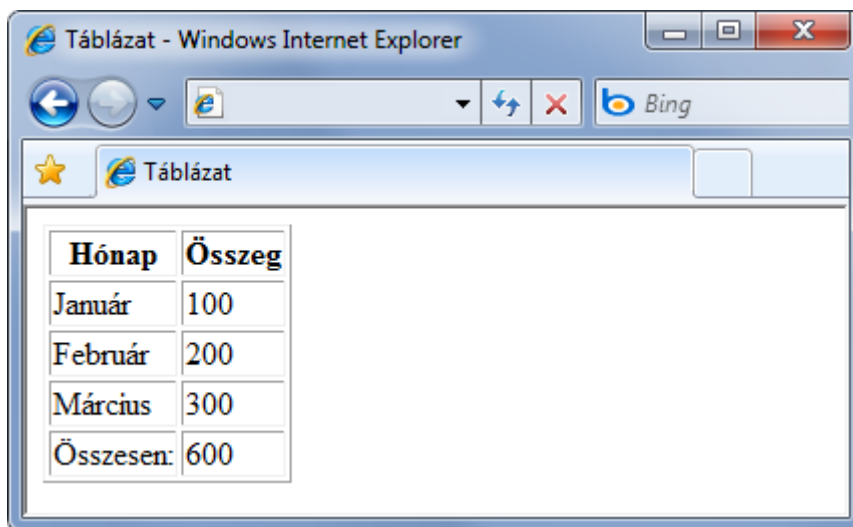 Táblázat - Windows Internet Explorer
Bing
Táblázat
Hónap Összeg
Január 100
Február 200
Március 300
Összesen: 600